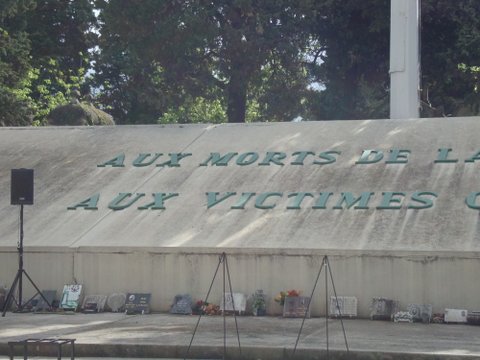 AUX MORTS DE LA
AUX VICTIMES C